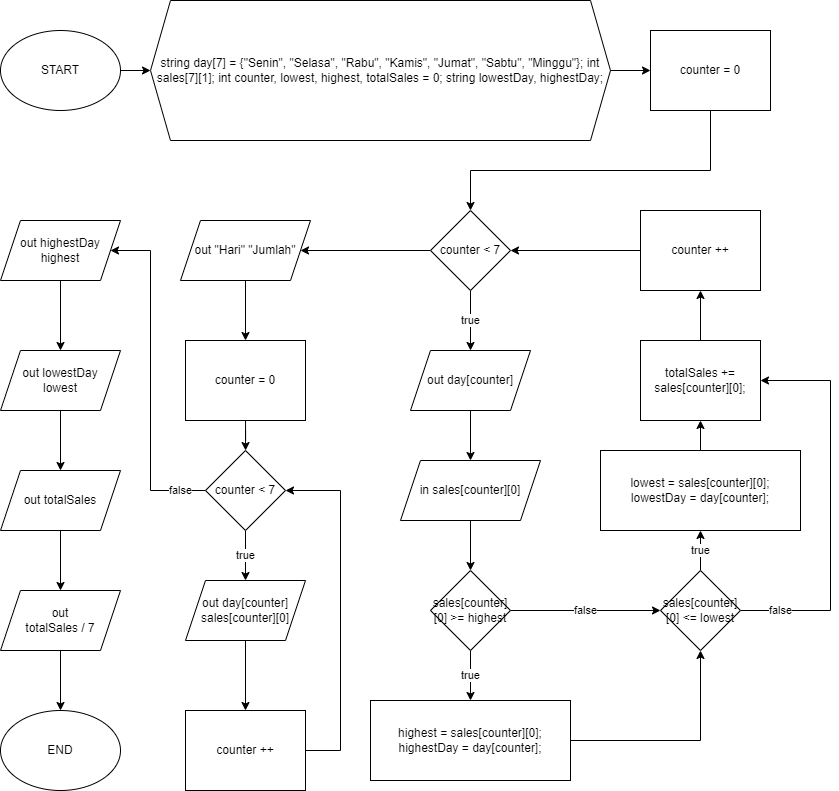 START
string day[7] = {"Senin", "Selasa", "Rabu", "Kamis", "Jumat", "Sabtu", "Minggu"}; int
sales[7][1]; int counter, lowest, highest, totalSales = 0; string lowestDay, highestDay;
counter = 0
counter < 7
true
out day[counter]
in sales[counter][0]
sales[counter]
[0] >= highest
true
highest = sales[counter][0];
highestDay = day[counter];
false
sales[counter]
[0] <= lowest
true
false
lowest = sales[counter][0];
lowestDay = day[counter];
totalSales +=
sales[counter][0];
counter ++
out "Hari" "Jumlah"
counter = 0
counter < 7
true
out day[counter]
sales[counter][0]
counter ++
false
out highestDay
highest
out lowestDay
lowest
out totalSales
out
totalSales / 7
END